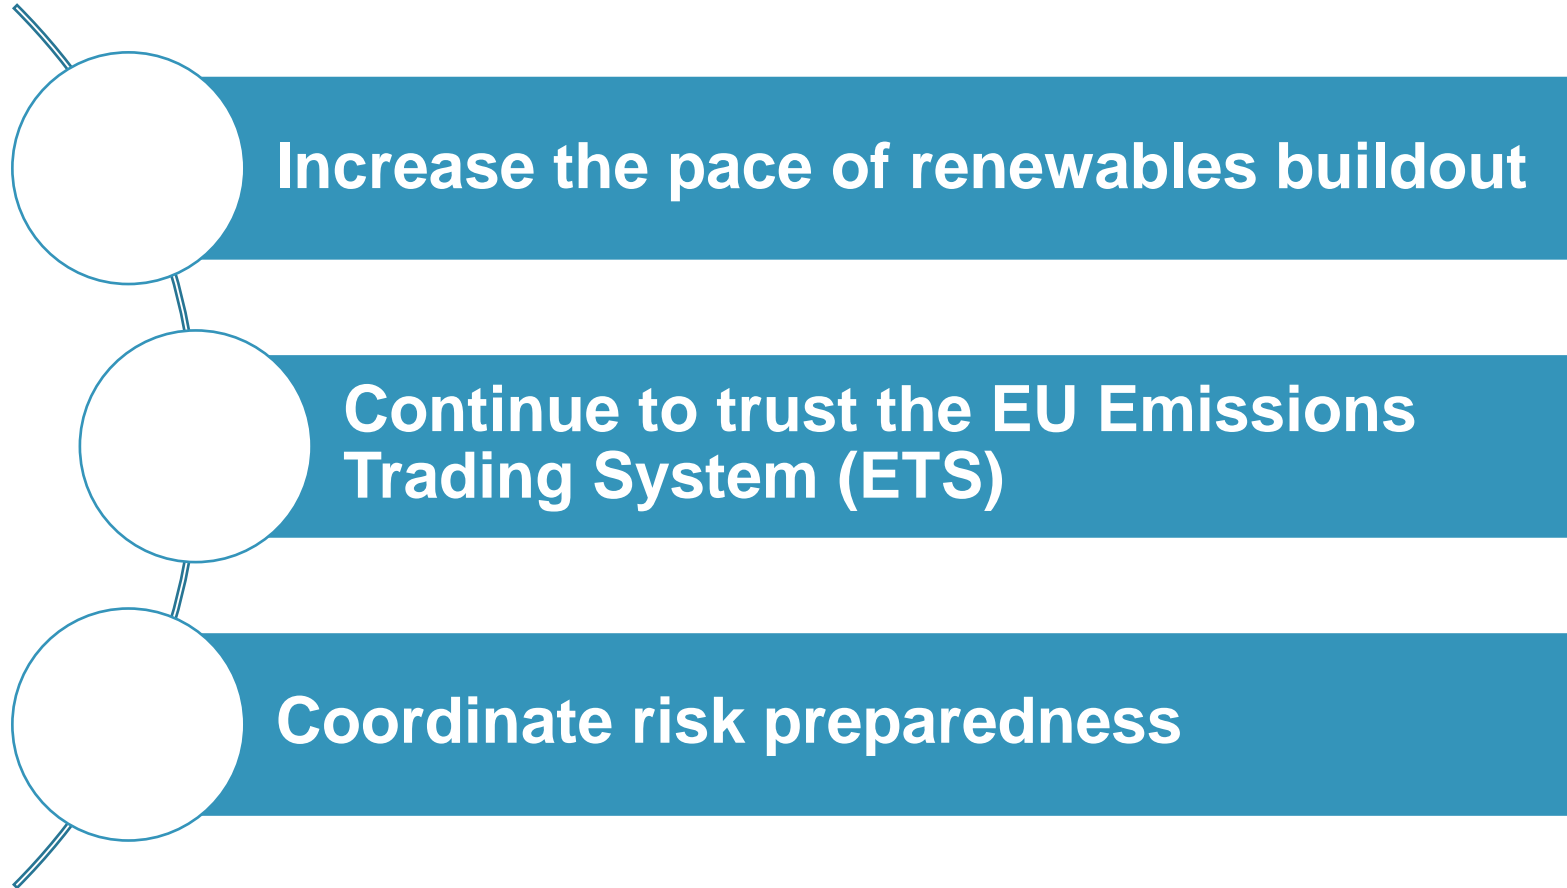 Increase the pace of renewables buildout
Continue to trust the EU Emissions
Trading System (ETS)
Coordinate risk preparedness